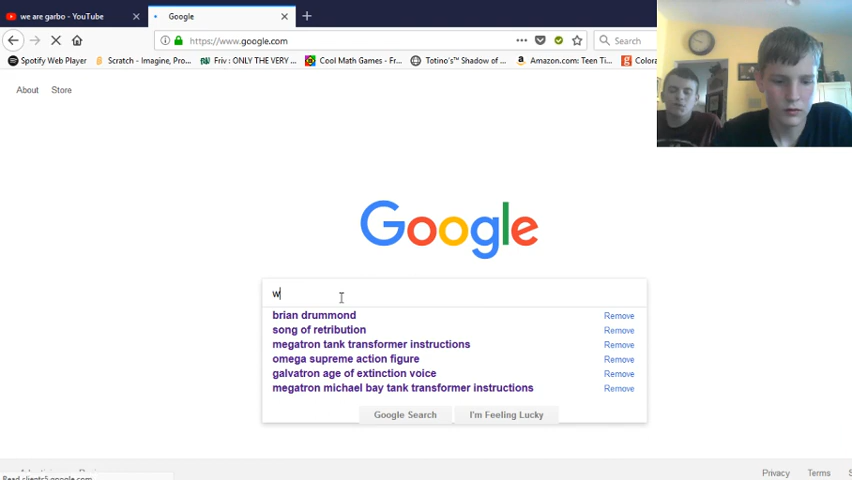 we are garbo - YouTube
Google
https://www.google.com
Search
Spotify Web Player
Scratch - Imagine, Pro...
Friv : ONLY THE VERY ...
Cool Math Games - Fr...
Totino's™ Shadow of ...
Amazon.com: Teen Ti...
Colora
About
Store
Google
w
brian drummond
Remove
song of retribution
Remove
megatron tank transformer instructions
Remove
omega supreme action figure
Remove
galvatron age of extinction voice
Remove
megatron michael bay tank transformer instructions
Remove
Google Search
I'm Feeling Lucky
Privacy
Terms
S
Read clients5.google.com